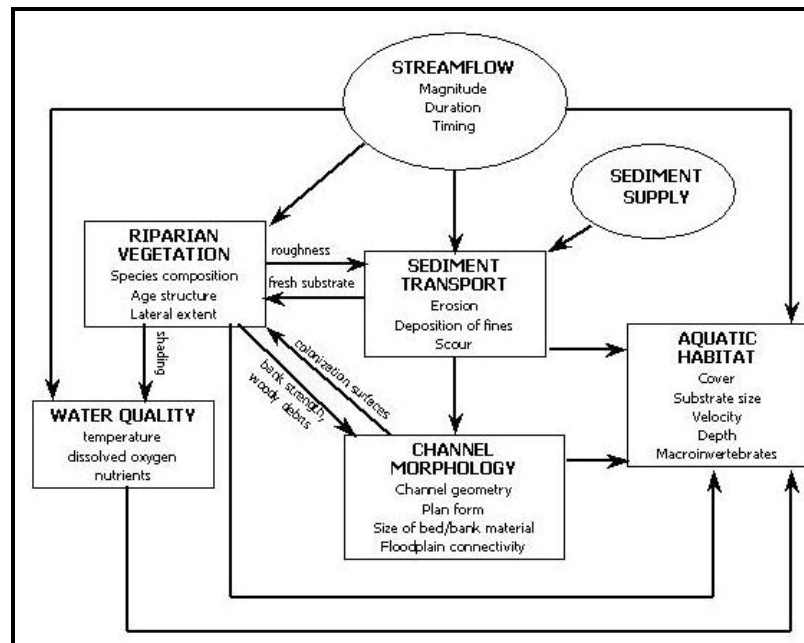 STREAMFLOW
Magnitude
Duration
Timing
SEDIMENT
SUPPLY
RIPARIAN
VEGETATION
Species composition
Age structure
Lateral extent
roughness
fresh substrate
SEDIMENT
TRANSPORT
Erosion
Deposition of fines
Scour
shading
colonization surfaces
bank strength,
woody debris
AQUATIC
HABITAT
Cover
Substrate size
Velocity
Depth
Macroinvertebrates
WATER QUALITY
temperature
dissolved oxygen
nutrients
CHANNEL
MORPHOLOGY
Channel geometry
Plan form
Size of bed/bank material
Floodplain connectivity